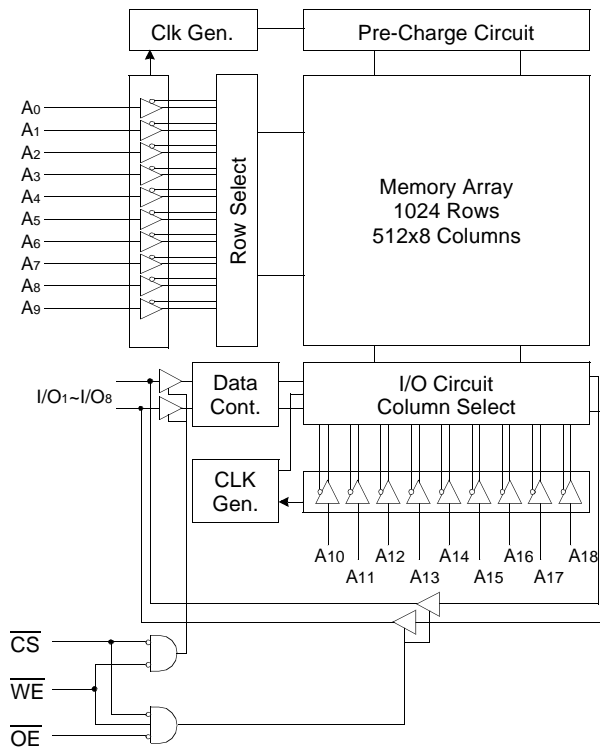 Clk Gen.
Pre-Charge Circuit
A0
A1
A2
A3
A4
A5
A6
A7
A8
A9
Row Select
Memory Array
1024 Rows
512x8 Columns
I/O1~I/O8
Data
Cont.
I/O Circuit
Column Select
CLK
Gen.
A10
A12
A14
A16
A18
A11
A13
A15
A17
CS
WE
OE